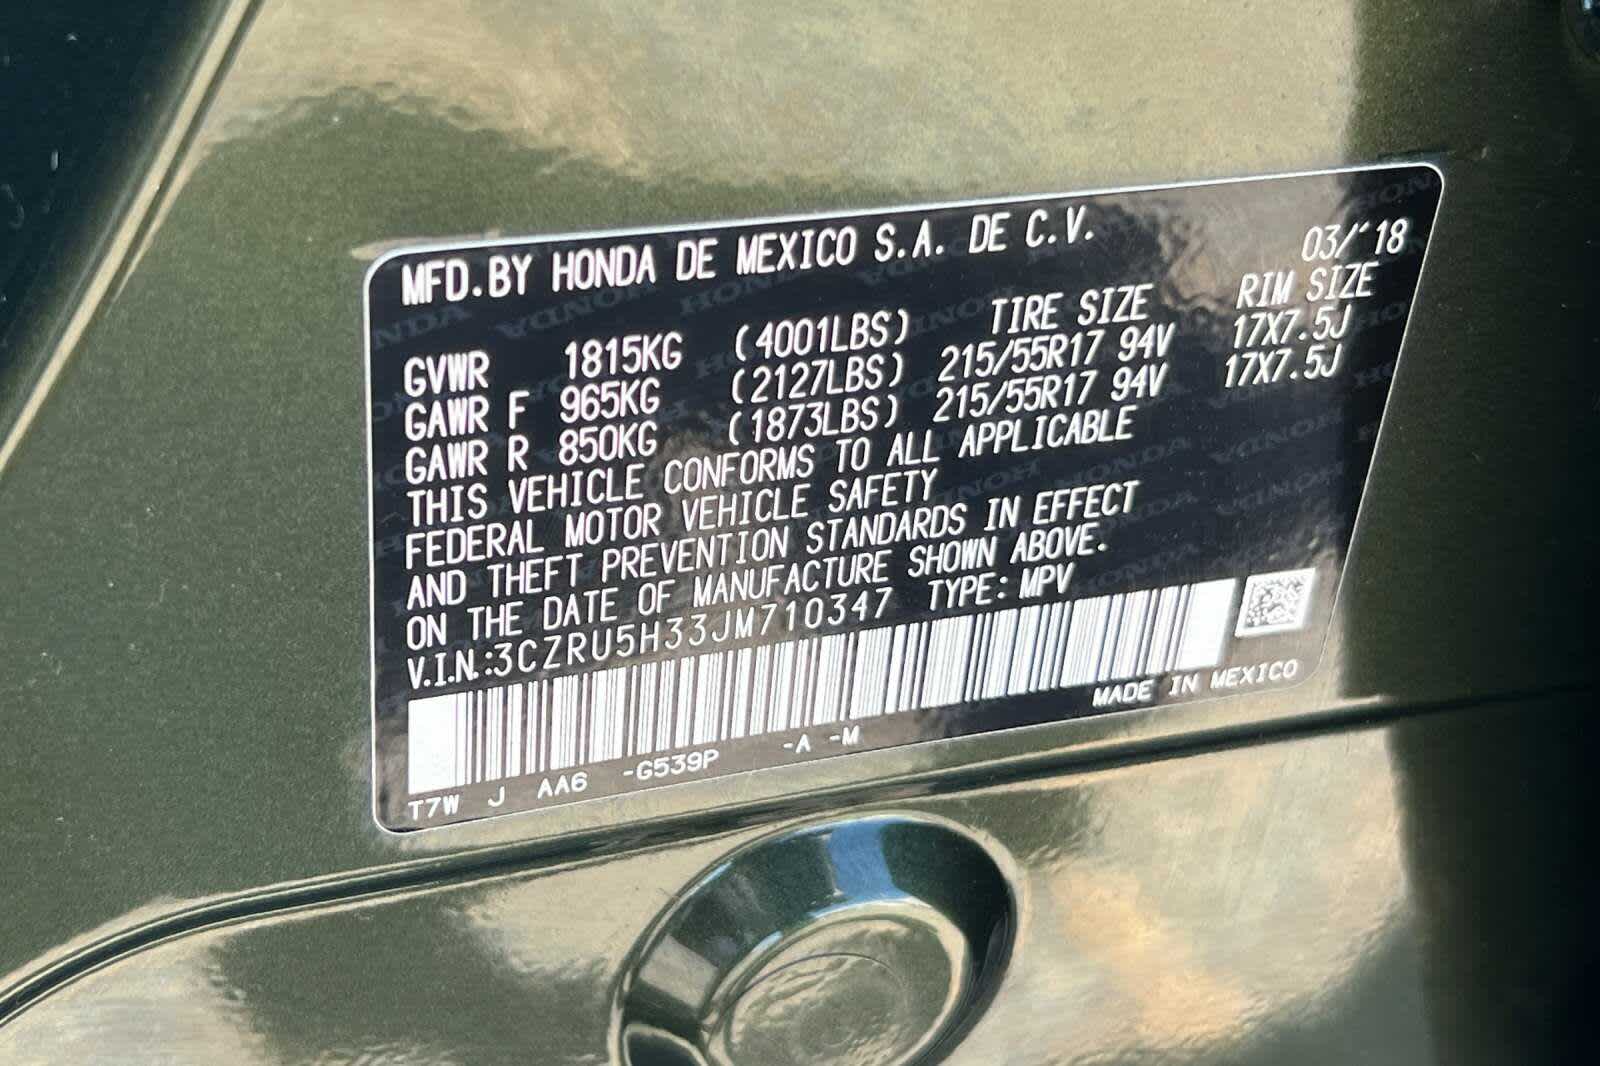 MFD.BY HONDA DE MEXICO S.A. DE C.V. 03/'18
TIRE SIZE RIM SIZE
GVWR 1815KG (4001LBS)
GAWR F 965KG (2127LBS) 215/55R17 94V 17X7.5J
GAWR R 850KG (1873LBS) 215/55R17 94V 17X7.5J
THIS VEHICLE CONFORMS TO ALL APPLICABLE
FEDERAL MOTOR VEHICLE SAFETY
AND THEFT PREVENTION STANDARDS IN EFFECT
ON THE DATE OF MANUFACTURE SHOWN ABOVE.
V.I.N.:3CZRU5H33JM710347 TYPE: MPV
MADE IN MEXICO
T7W J AA6 -G539P -A -M